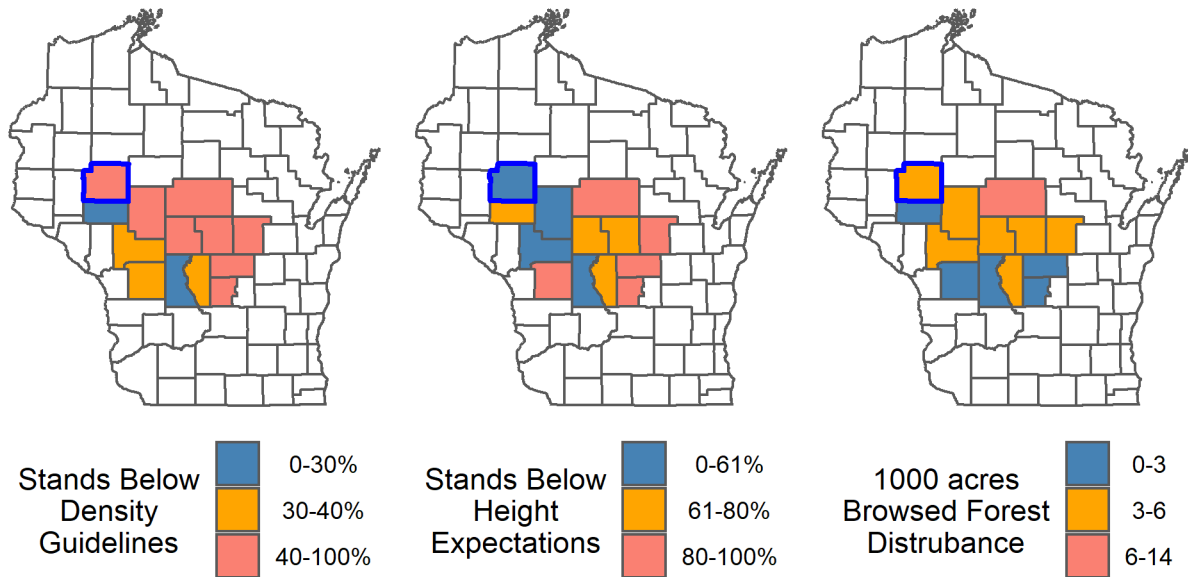 Stands Below
Density
Guidelines
0-30%
30-40%
40-100%
Stands Below
Height
Expectations
0-61%
61-80%
80-100%
1000 acres
Browsed Forest
Distrubance
0-3
3-6
6-14